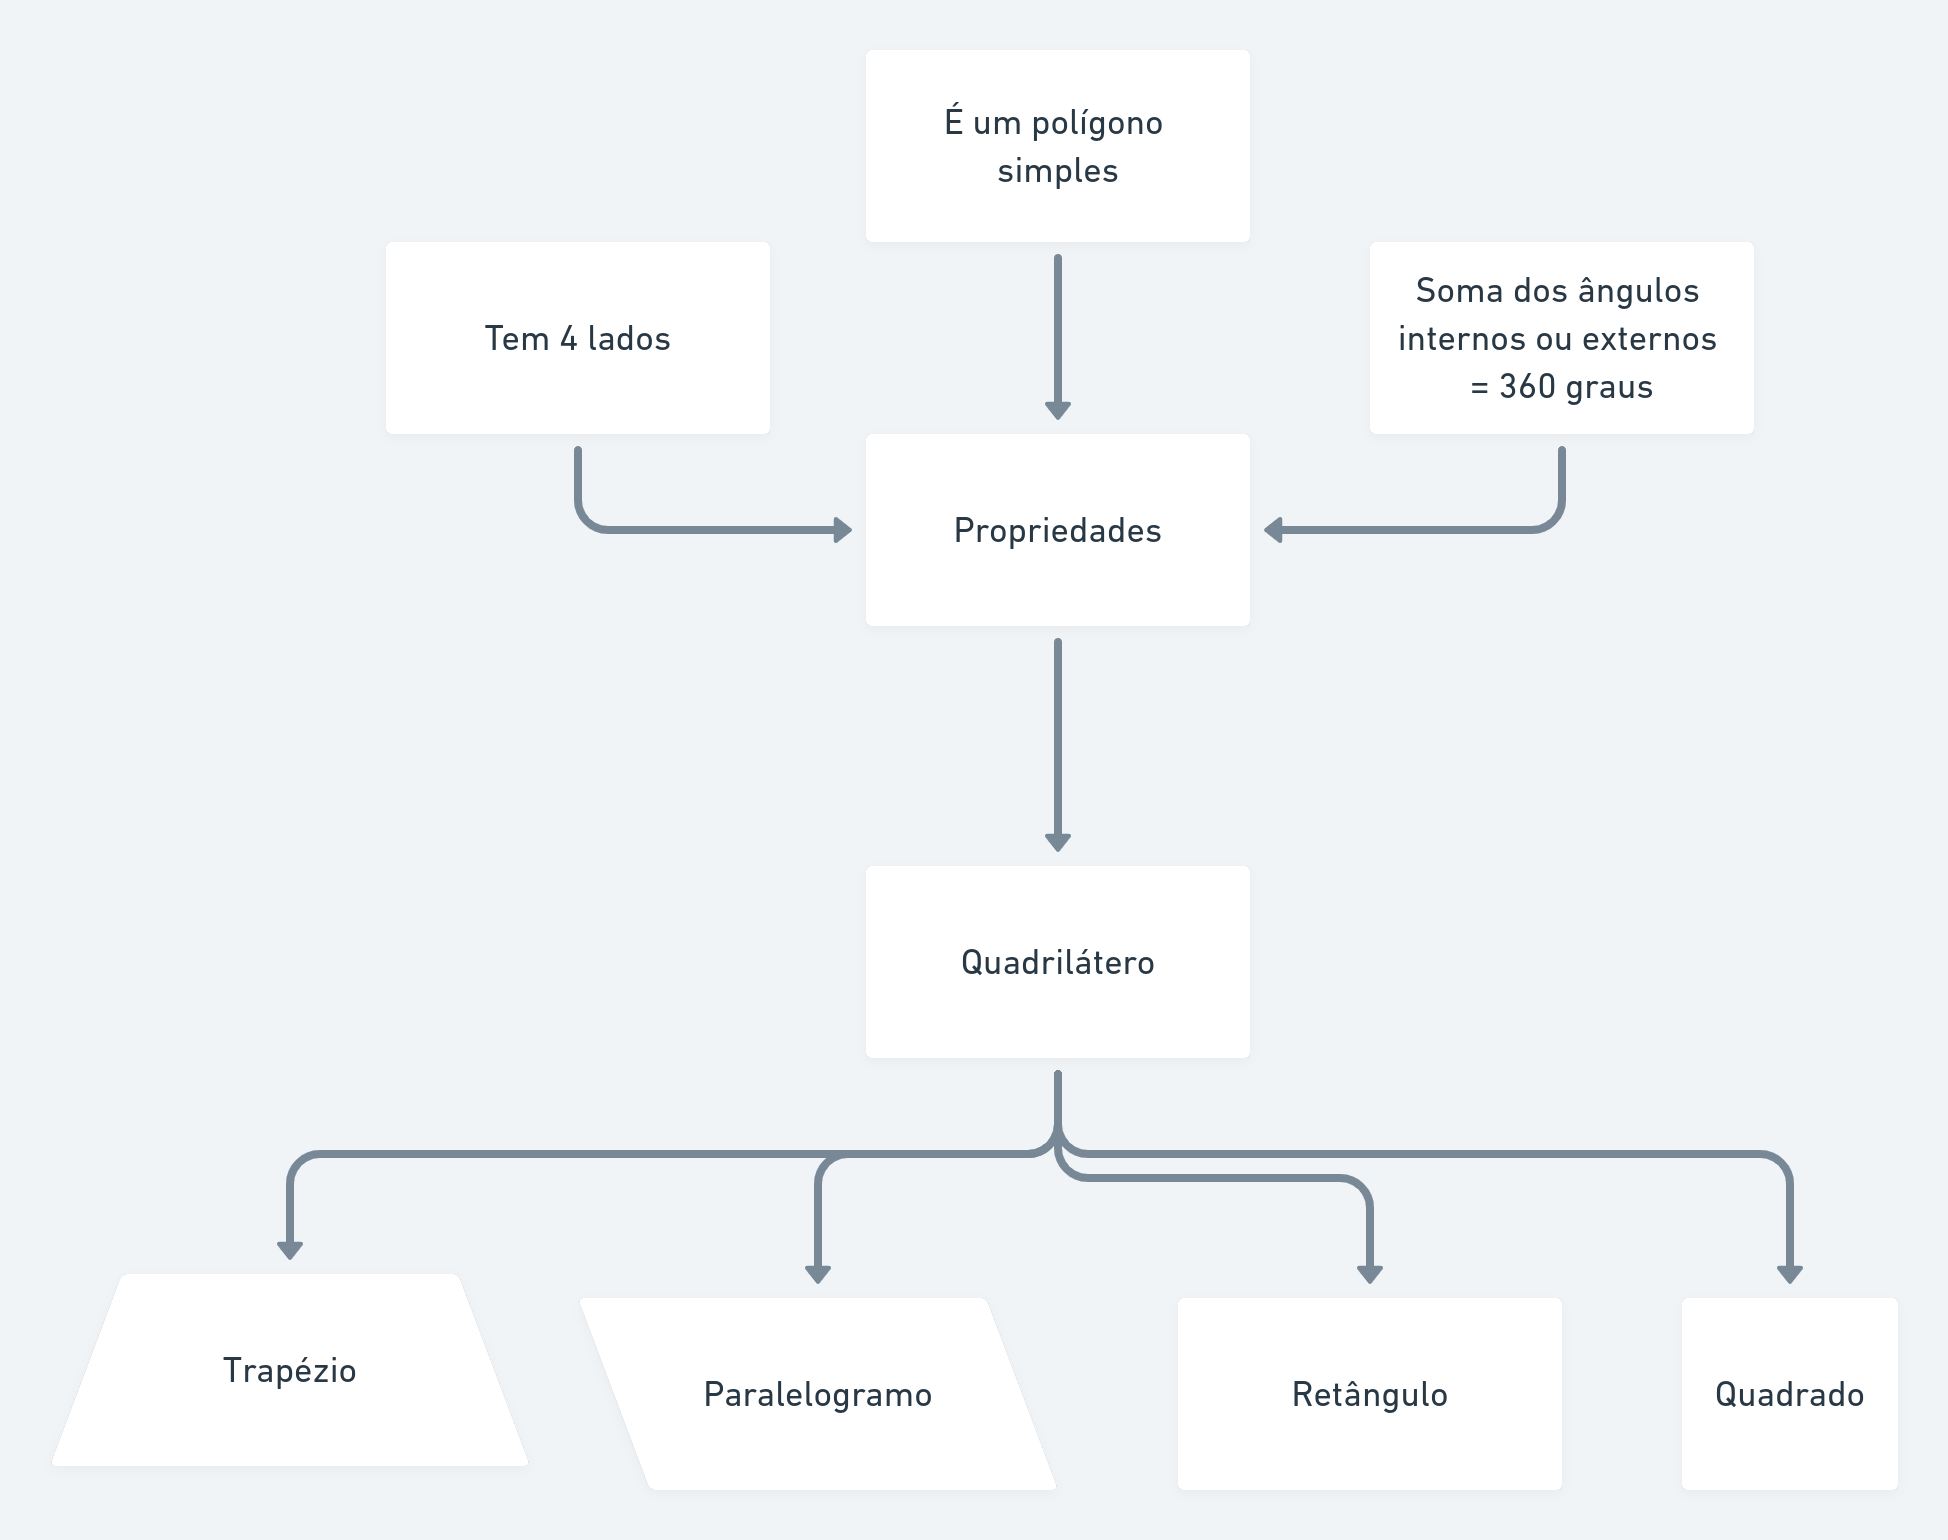 É um polígono
simples
Tem 4 lados
Soma dos ângulos
internos ou externos
= 360 graus
Propriedades
Quadrilátero
Trapézio
Paralelogramo
Retângulo
Quadrado